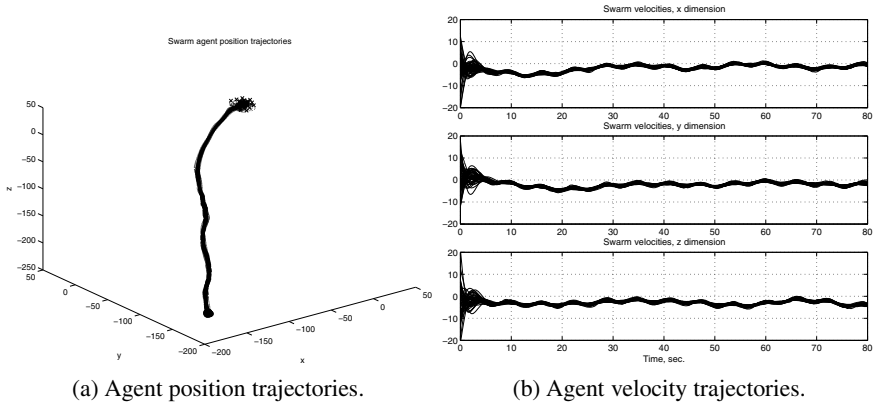 Swarm agent position trajectories
50
0
−50
−100
−150
−200
−250
z
50
0
−50
−100
−150
−200
y
−200
−150
−100
−50
0
50
x
(a) Agent position trajectories.
Swarm velocities, x dimension
20
10
0
−10
−20
0 10 20 30 40 50 60 70 80
Swarm velocities, y dimension
20
10
0
−10
−20
0 10 20 30 40 50 60 70 80
Swarm velocities, z dimension
20
10
0
−10
−20
0 10 20 30 40 50 60 70 80
Time, sec.
(b) Agent velocity trajectories.